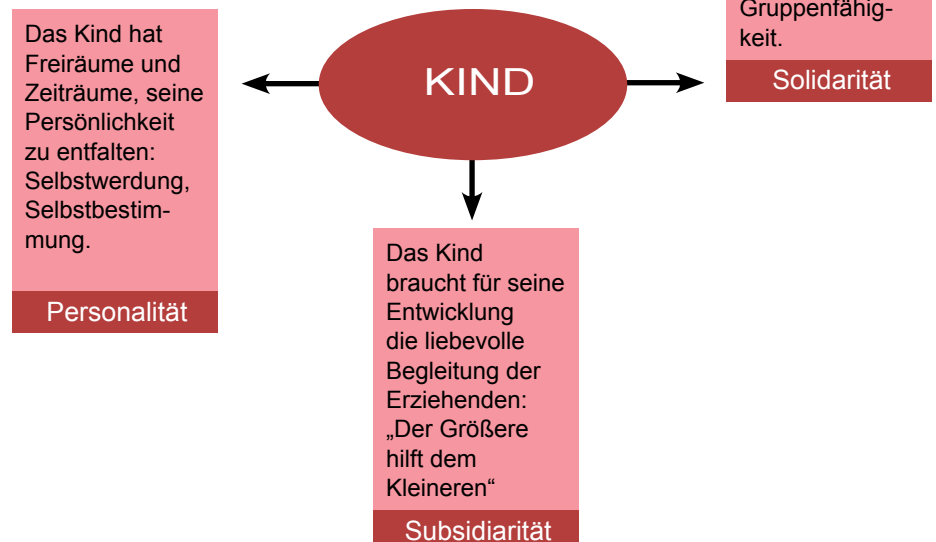 Das Kind hat
Freiräume und
Zeiträume, seine
Persönlichkeit
zu entfalten:
Selbstwerdung,
Selbstbestim-
mung.
Personalität
KIND
Gruppenfähig-
keit.
Solidarität
Das Kind
braucht für seine
Entwicklung
die liebevolle
Begleitung der
Erziehenden:
„Der Größere
hilft dem
Kleineren“
Subsidiarität